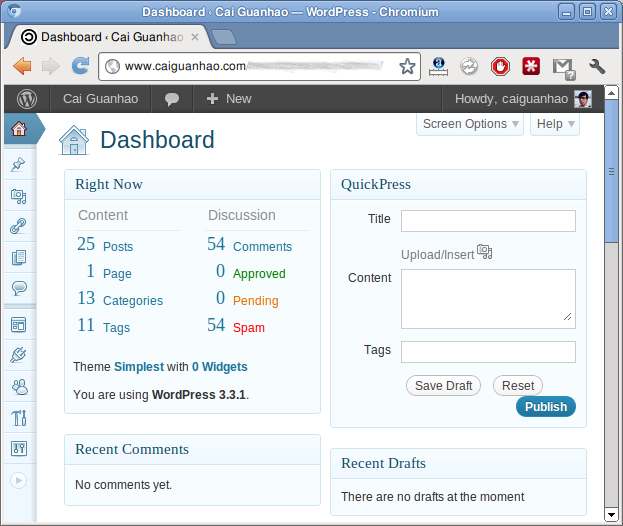 Dashboard ‹ Cai Guanhao — WordPress - Chromium
Dashboard ‹ Cai Guanhao
www.caiguanhao.com/
Cai Guanhao
New
Howdy, caiguanhao
Screen Options
Help
Dashboard
Right Now
Content
Discussion
25 Posts
54 Comments
1 Page
0 Approved
13 Categories
0 Pending
11 Tags
54 Spam
Theme Simplest with 0 Widgets
You are using WordPress 3.3.1.
Recent Comments
No comments yet.
QuickPress
Title
Upload/Insert
Content
Tags
Save Draft
Reset
Publish
Recent Drafts
There are no drafts at the moment